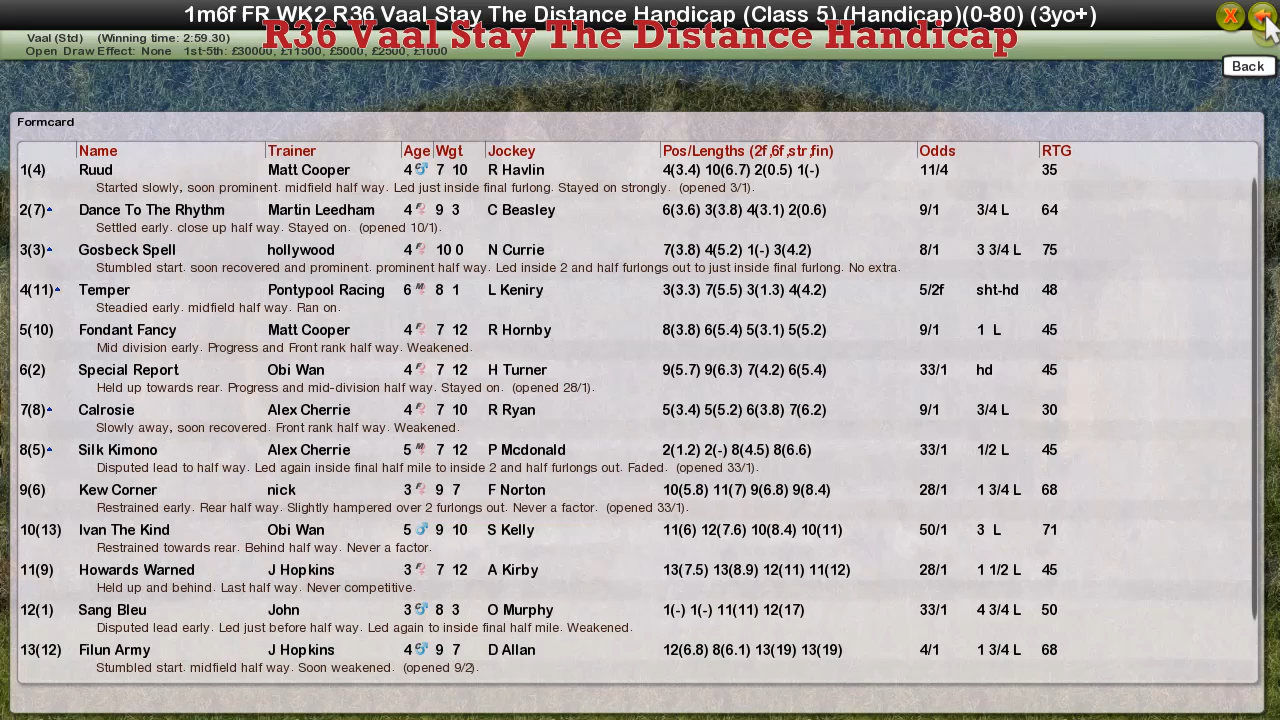 1m6f FR WK2 R36 Vaal Stay The Distance Handicap (Class 5) (Handicap)(0-80) (3yo+)
R36 Vaal Stay The Distance Handicap
Vaal (Std) (Winning time: 2:59.30)
Open Draw Effect: None 1st-5th: £30000, £11500, £5000, £2500, £1000
X
Back
Formcard
Name Trainer Age Wgt Jockey Pos/Lengths (2f,6f,str,fin) Odds RTG
1(4) Ruud Matt Cooper 4 7 10 R Havlin 4(3.4) 10(6.7) 2(0.5) 1(-) 11/4 35
Started slowly, soon prominent. midfield half way. Led just inside final furlong. Stayed on strongly. (opened 3/1).
2(7) Dance To The Rhythm Martin Leedham 4 9 3 C Beasley 6(3.6) 3(3.8) 4(3.1) 2(0.6) 9/1 3/4 L 64
Settled early. close up half way. Stayed on. (opened 10/1).
3(3) Gosbeck Spell hollywood 4 10 0 N Currie 7(3.8) 4(5.2) 1(-) 3(4.2) 8/1 3 3/4 L 75
Stumbled start. soon recovered and prominent. prominent half way. Led inside 2 and half furlongs out to just inside final furlong. No extra.
4(11) Temper Pontypool Racing 6 8 1 L Keniry 3(3.3) 7(5.5) 3(1.3) 4(4.2) 5/2f sht-hd 48
Steadied early. midfield half way. Ran on.
5(10) Fondant Fancy Matt Cooper 4 7 12 R Hornby 8(3.8) 6(5.4) 5(3.1) 5(5.2) 9/1 1 L 45
Mid division early. Progress and Front rank half way. Weakened.
6(2) Special Report Obi Wan 4 7 12 H Turner 9(5.7) 9(6.3) 7(4.2) 6(5.4) 33/1 hd 45
Held up towards rear. Progress and mid-division half way. Stayed on. (opened 28/1).
7(8) Calrosie Alex Cherrie 4 7 10 R Ryan 5(3.4) 5(5.2) 6(3.8) 7(6.2) 9/1 3/4 L 30
Slowly away, soon recovered. Front rank half way. Weakened.
8(5) Silk Kimono Alex Cherrie 5 7 12 P Mcdonald 2(1.2) 2(-) 8(4.5) 8(6.6) 33/1 1/2 L 45
Disputed lead to half way. Led again inside final half mile to inside 2 and half furlongs out. Faded. (opened 33/1).
9(6) Kew Corner nick 3 9 7 F Norton 10(5.8) 11(7) 9(6.8) 9(8.4) 28/1 1 3/4 L 68
Restrained early. Rear half way. Slightly hampered over 2 furlongs out. Never a factor. (opened 33/1).
10(13) Ivan The Kind Obi Wan 5 9 10 S Kelly 11(6) 12(7.6) 10(8.4) 10(11) 50/1 3 L 71
Restrained towards rear. Behind half way. Never a factor.
11(9) Howards Warned J Hopkins 3 7 12 A Kirby 13(7.5) 13(8.9) 12(11) 11(12) 28/1 1 1/2 L 45
Held up and behind. Last half way. Never competitive.
12(1) Sang Bleu John 3 8 3 O Murphy 1(-) 1(-) 11(11) 12(17) 33/1 4 3/4 L 50
Disputed lead early. Led just before half way. Led again to inside final half mile. Weakened.
13(12) Filun Army J Hopkins 4 9 7 D Allan 12(6.8) 8(6.1) 13(19) 13(19) 4/1 1 3/4 L 68
Stumbled start. midfield half way. Soon weakened. (opened 9/2).